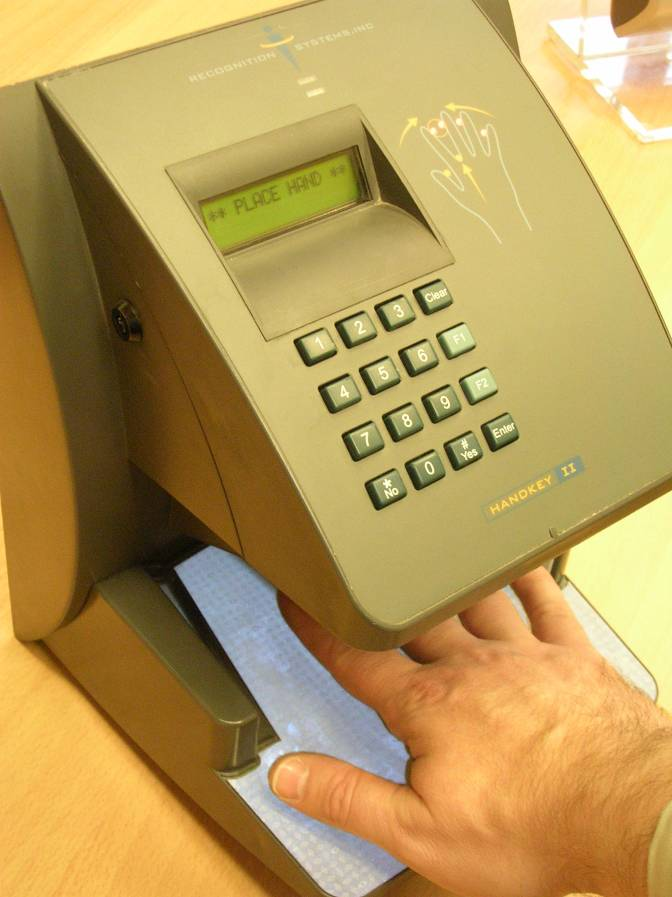 RECOGNITION SYSTEMS, INC
** PLACE HAND **
1 2 3 Clear
4 5 6 F1
7 8 9 F2
* No 0 # Yes Enter
HANDKEY II